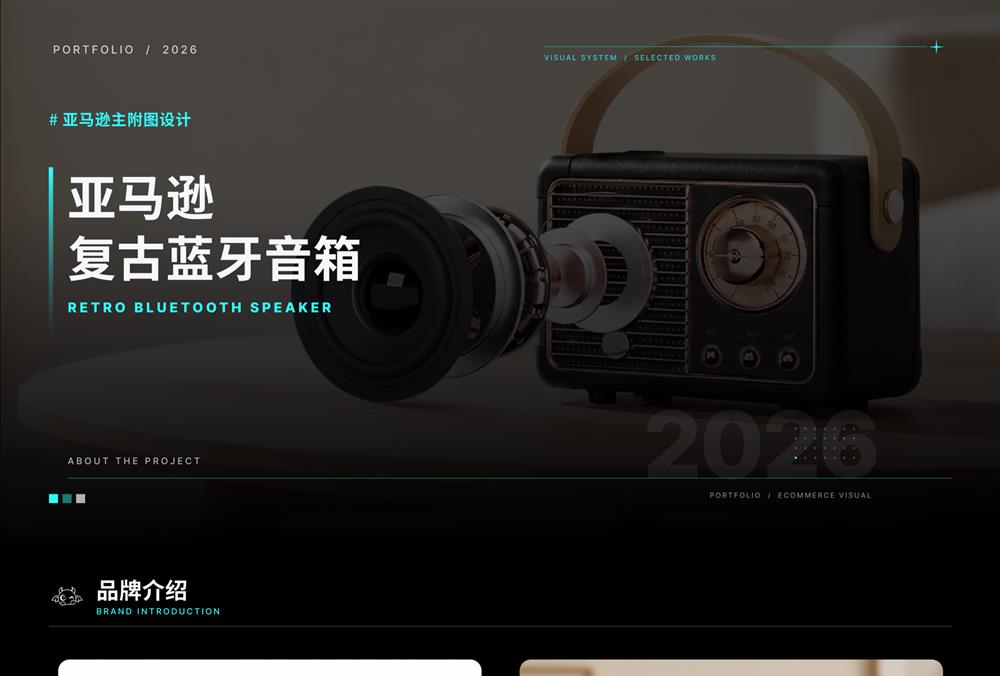 PORTFOLIO / 2026
VISUAL SYSTEM / SELECTED WORKS
# 亚马逊主附图设计
亚马逊
复古蓝牙音箱
RETRO BLUETOOTH SPEAKER
2026
ABOUT THE PROJECT
PORTFOLIO / ECOMMERCE VISUAL
品牌介绍
BRAND INTRODUCTION